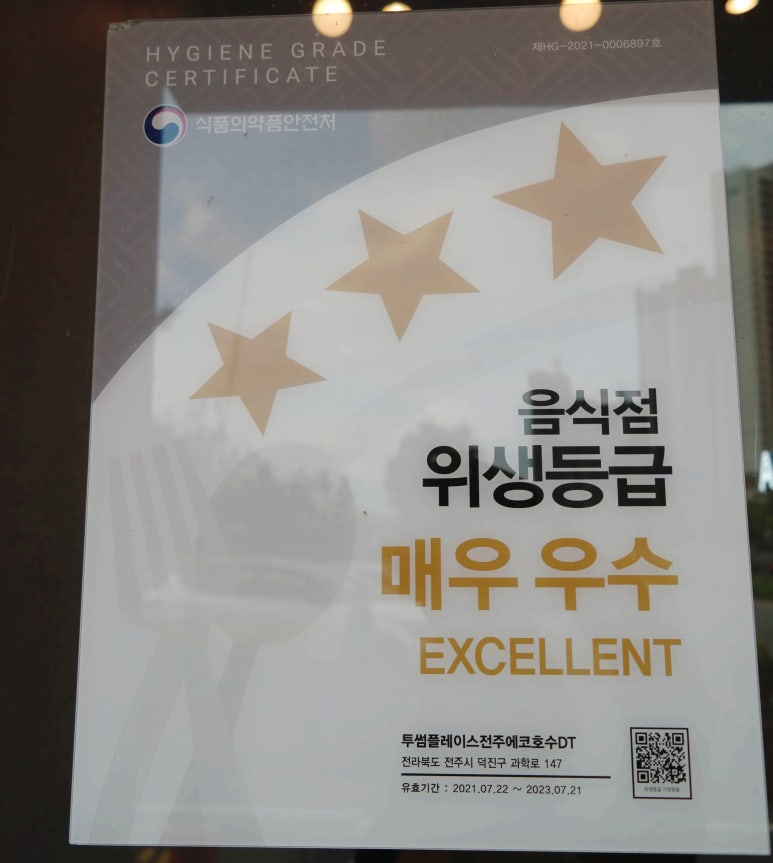 HYGIENE GRADE
CERTIFICATE
제HG-2021-0006897호
식품의약품안전처
음식점
위생등급
매우 우수
EXCELLENT
투썸플레이스전주에코호수DT
전라북도 전주시 덕진구 과학로 147
유효기간 : 2021.07.22 ~ 2023.07.21